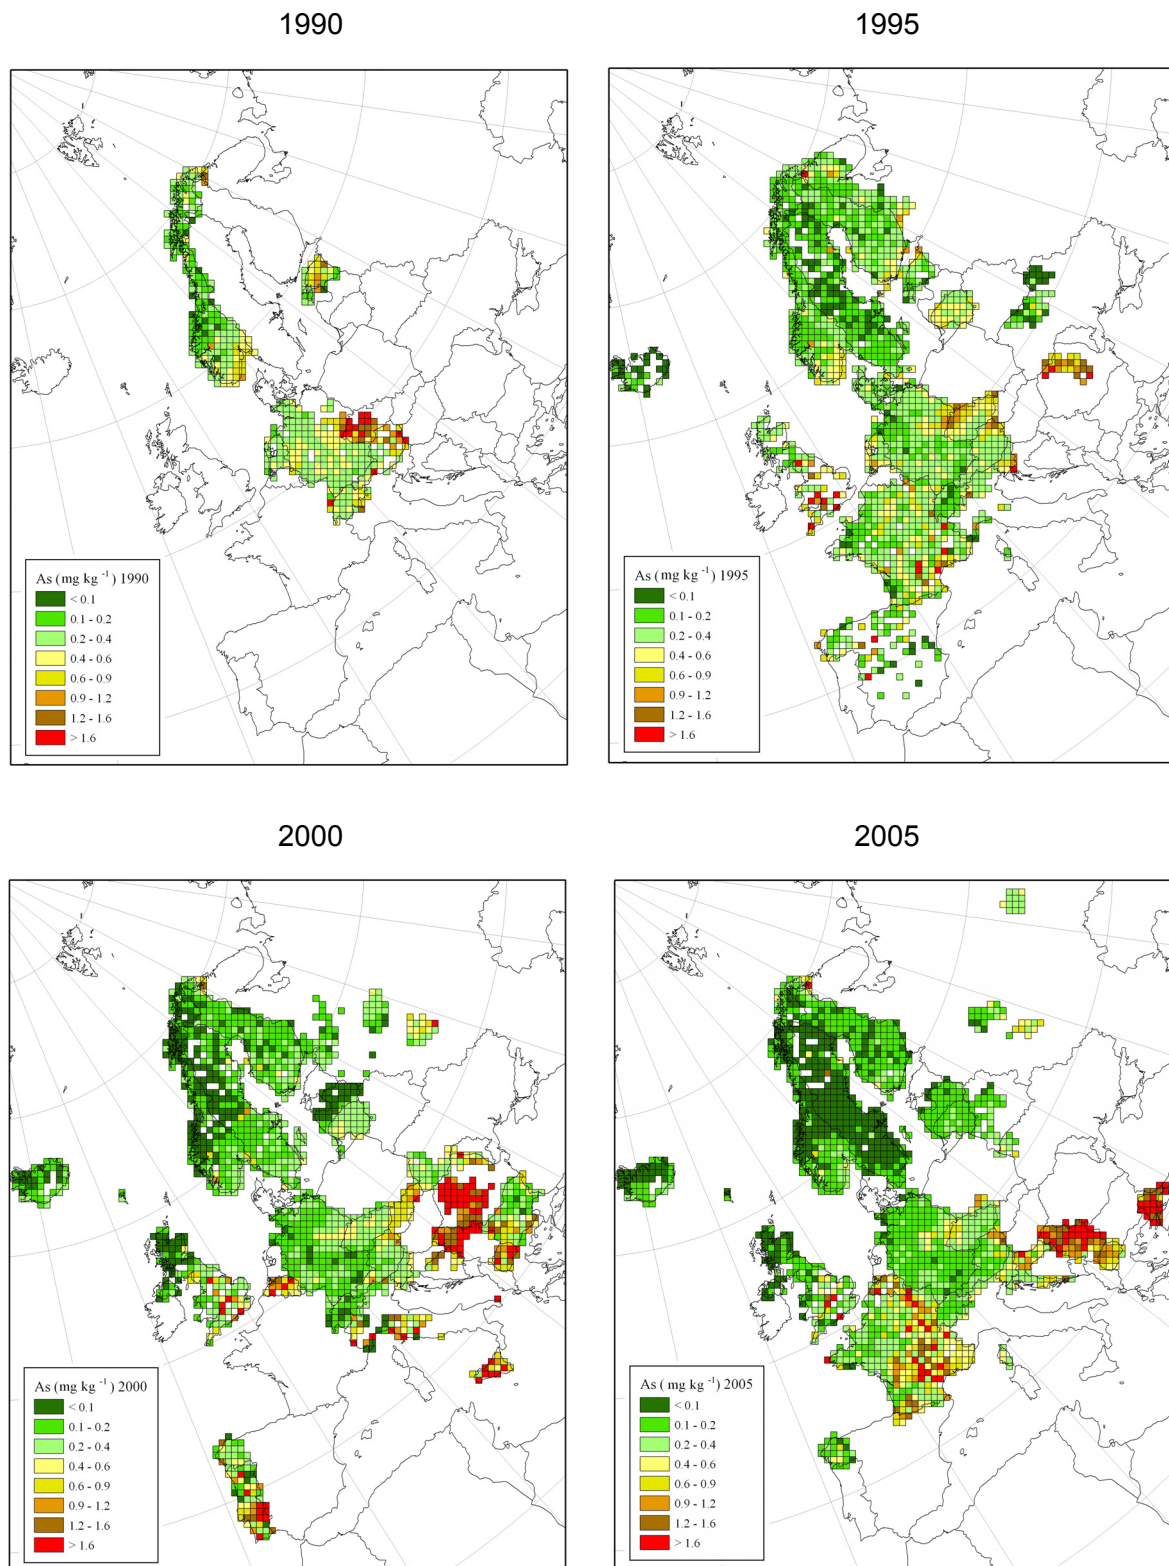 1990
1995
As ( mg kg -1 ) 1990
< 0.1
0.1 - 0.2
0.2 - 0.4
0.4 - 0.6
0.6 - 0.9
0.9 - 1.2
1.2 - 1.6
> 1.6
As ( mg kg -1 ) 1995
< 0.1
0.1 - 0.2
0.2 - 0.4
0.4 - 0.6
0.6 - 0.9
0.9 - 1.2
1.2 - 1.6
> 1.6
2000
2005
As ( mg kg -1 ) 2000
< 0.1
0.1 - 0.2
0.2 - 0.4
0.4 - 0.6
0.6 - 0.9
0.9 - 1.2
1.2 - 1.6
> 1.6
As ( mg kg -1 ) 2005
< 0.1
0.1 - 0.2
0.2 - 0.4
0.4 - 0.6
0.6 - 0.9
0.9 - 1.2
1.2 - 1.6
> 1.6